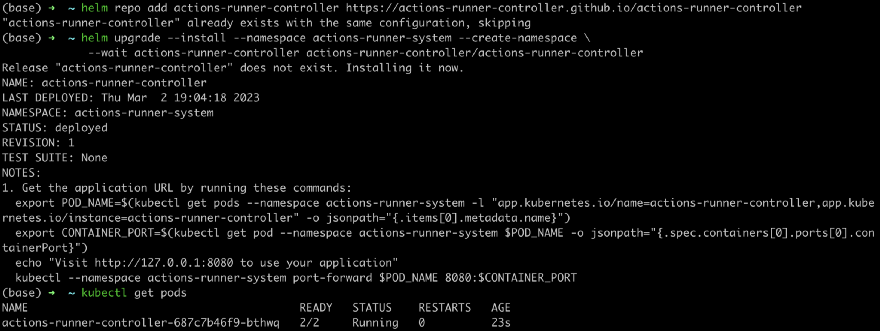 (base) ➜  ~ helm repo add actions-runner-controller https://actions-runner-controller.github.io/actions-runner-controller
"actions-runner-controller" already exists with the same configuration, skipping
(base) ➜  ~ helm upgrade --install --namespace actions-runner-system --create-namespace \
             --wait actions-runner-controller actions-runner-controller/actions-runner-controller
Release "actions-runner-controller" does not exist. Installing it now.
NAME: actions-runner-controller
LAST DEPLOYED: Thu Mar  2 19:04:18 2023
NAMESPACE: actions-runner-system
STATUS: deployed
REVISION: 1
TEST SUITE: None
NOTES:
1. Get the application URL by running these commands:
  export POD_NAME=$(kubectl get pods --namespace actions-runner-system -l "app.kubernetes.io/name=actions-runner-controller,app.kube
rnetes.io/instance=actions-runner-controller" -o jsonpath="{.items[0].metadata.name}")
  export CONTAINER_PORT=$(kubectl get pod --namespace actions-runner-system $POD_NAME -o jsonpath="{.spec.containers[0].ports[0].con
tainerPort}")
  echo "Visit http://127.0.0.1:8080 to use your application"
  kubectl --namespace actions-runner-system port-forward $POD_NAME 8080:$CONTAINER_PORT
(base) ➜  ~ kubectl get pods
NAME                                         READY   STATUS    RESTARTS   AGE
actions-runner-controller-687c7b46f9-bthwq   2/2     Running   0          23s